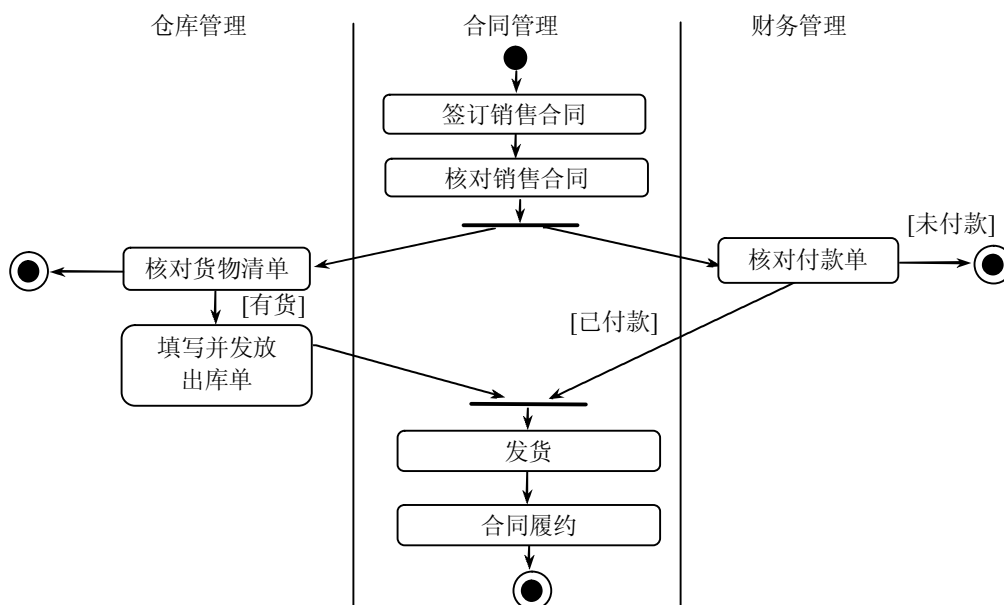 仓库管理
合同管理
财务管理
签订销售合同
核对销售合同
[未付款]
核对货物清单
核对付款单
[有货]
[已付款]
填写并发放
出库单
发货
合同履约